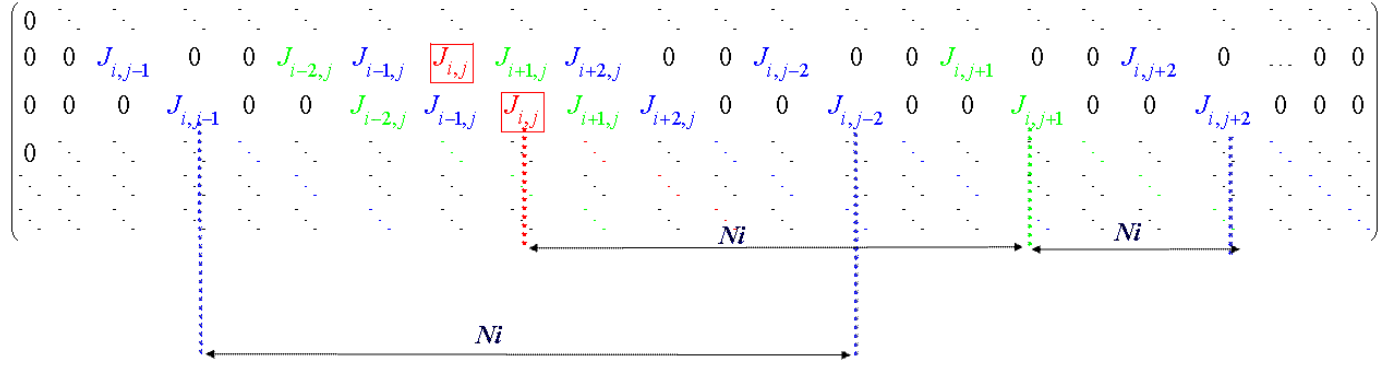 0
0 0 J_{i,j-1} 0 0 J_{i-2,j} J_{i-1,j} J_{i,j} J_{i+1,j} J_{i+2,j} 0 0 J_{i,j-2} 0 0 J_{i,j+1} 0 0 J_{i,j+2} 0 ... 0 0
0 0 0 J_{i,j-1} 0 0 J_{i-2,j} J_{i-1,j} J_{i,j} J_{i+1,j} J_{i+2,j} 0 0 J_{i,j-2} 0 0 J_{i,j+1} 0 0 J_{i,j+2} 0 0 0
0
Ni Ni
Ni